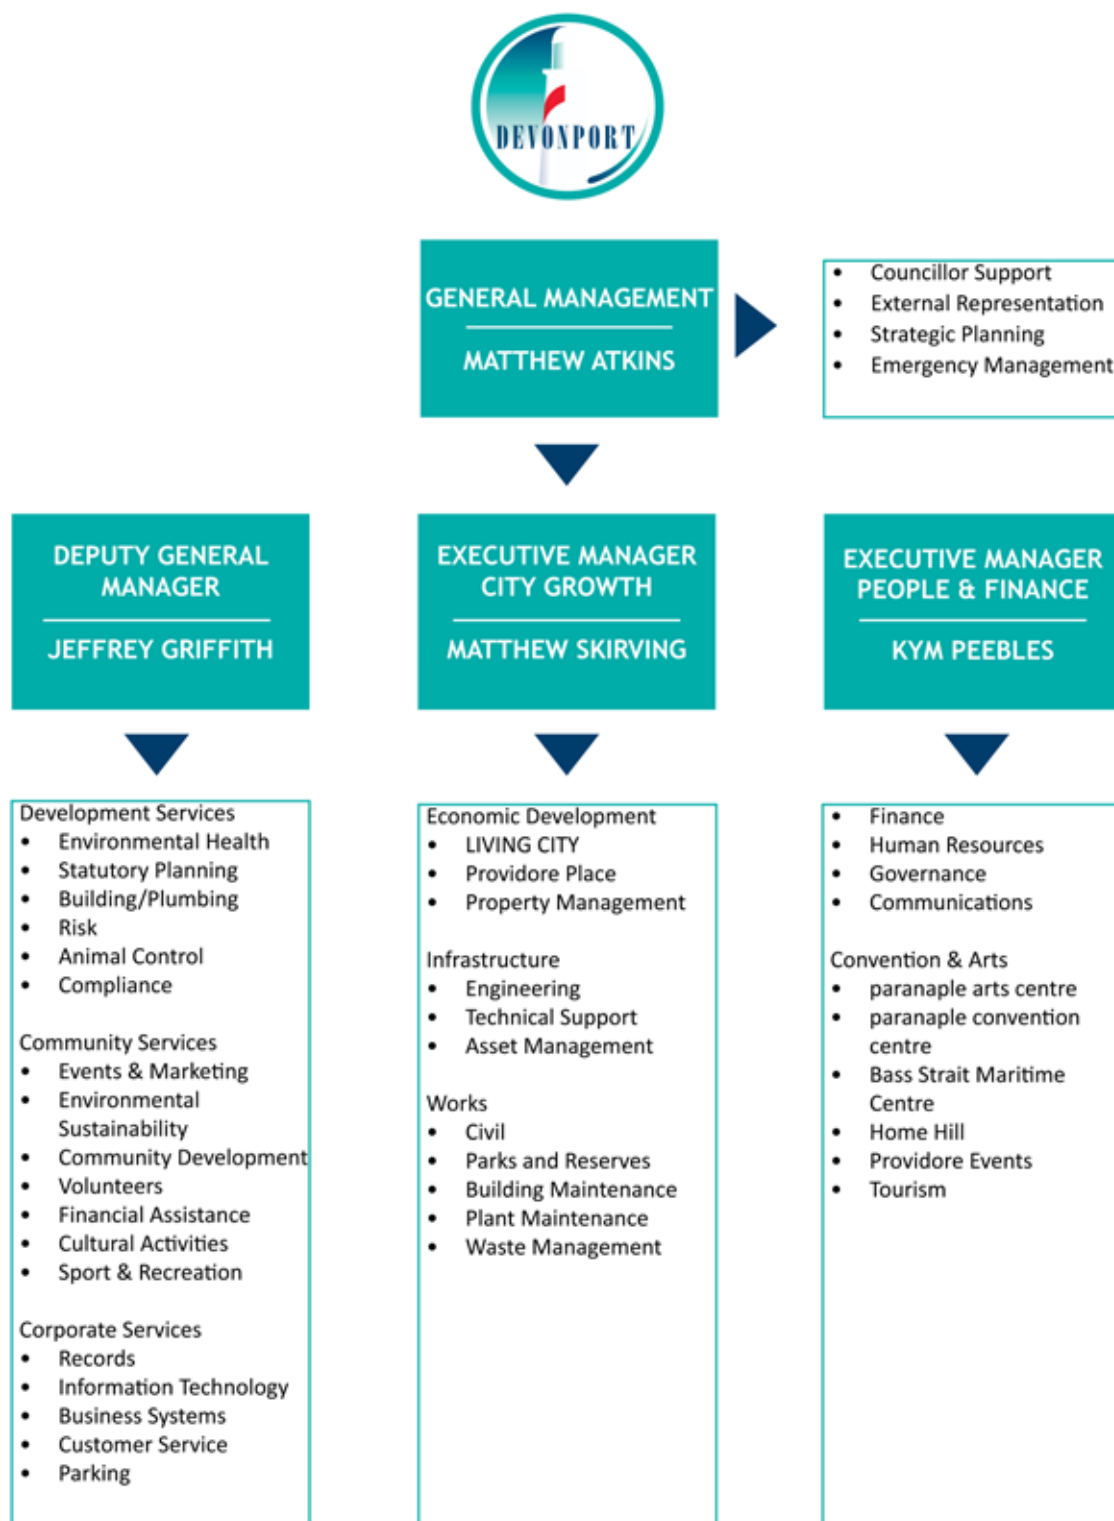 DEVONPORT
GENERAL MANAGEMENT
MATTHEW ATKINS
• Councillor Support
• External Representation
• Strategic Planning
• Emergency Management
DEPUTY GENERAL
MANAGER
JEFFREY GRIFFITH
EXECUTIVE MANAGER
CITY GROWTH
MATTHEW SKIRVING
EXECUTIVE MANAGER
PEOPLE & FINANCE
KYM PEEBLES
Development Services
• Environmental Health
• Statutory Planning
• Building/Plumbing
• Risk
• Animal Control
• Compliance
Community Services
• Events & Marketing
• Environmental
Sustainability
• Community Development
• Volunteers
• Financial Assistance
• Cultural Activities
• Sport & Recreation
Corporate Services
• Records
• Information Technology
• Business Systems
• Customer Service
• Parking
Economic Development
• LIVING CITY
• Providore Place
• Property Management
Infrastructure
• Engineering
• Technical Support
• Asset Management
Works
• Civil
• Parks and Reserves
• Building Maintenance
• Plant Maintenance
• Waste Management
• Finance
• Human Resources
• Governance
• Communications
Convention & Arts
• paranaple arts centre
• paranaple convention
centre
• Bass Strait Maritime
Centre
• Home Hill
• Providore Events
• Tourism